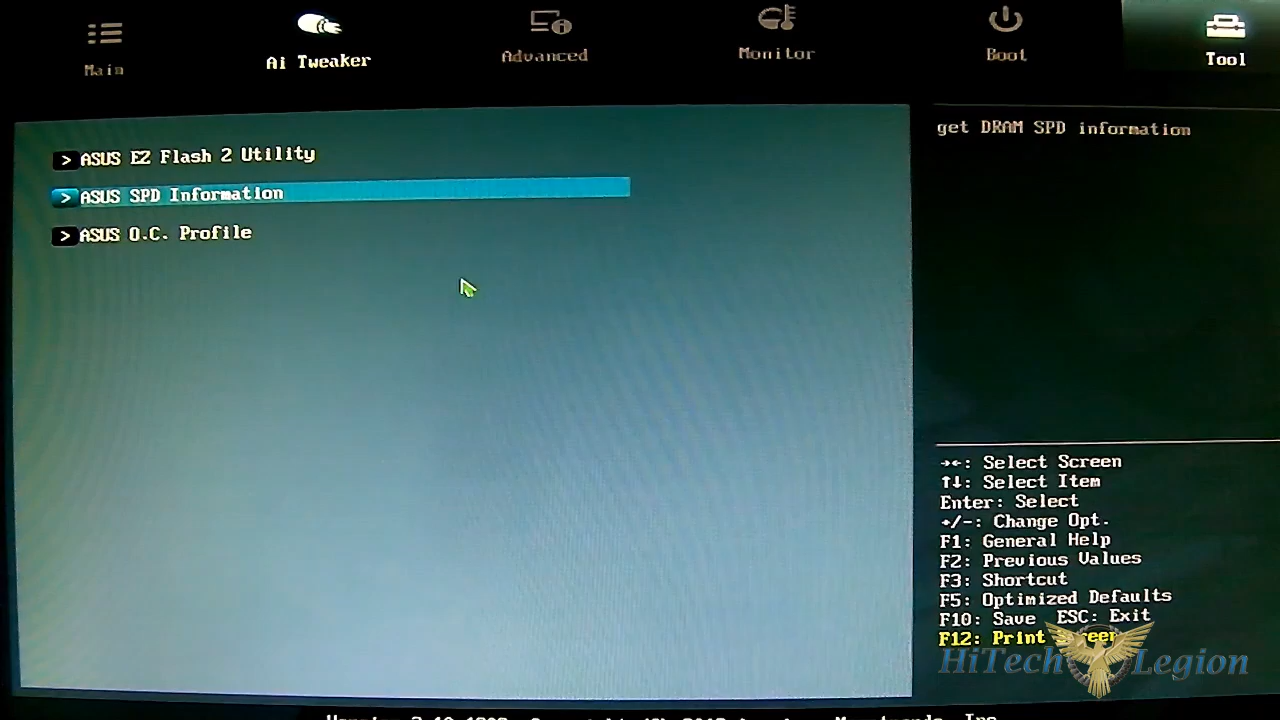 Main
Ai Tweaker
Advanced
Monitor
Boot
Tool
> ASUS EZ Flash 2 Utility
> ASUS SPD Information
> ASUS O.C. Profile
get DRAM SPD information
→←: Select Screen
↑↓: Select Item
Enter: Select
+/-: Change Opt.
F1: General Help
F2: Previous Values
F3: Shortcut
F5: Optimized Defaults
F10: Save ESC: Exit
F12: Print Screen
HiTech Legion